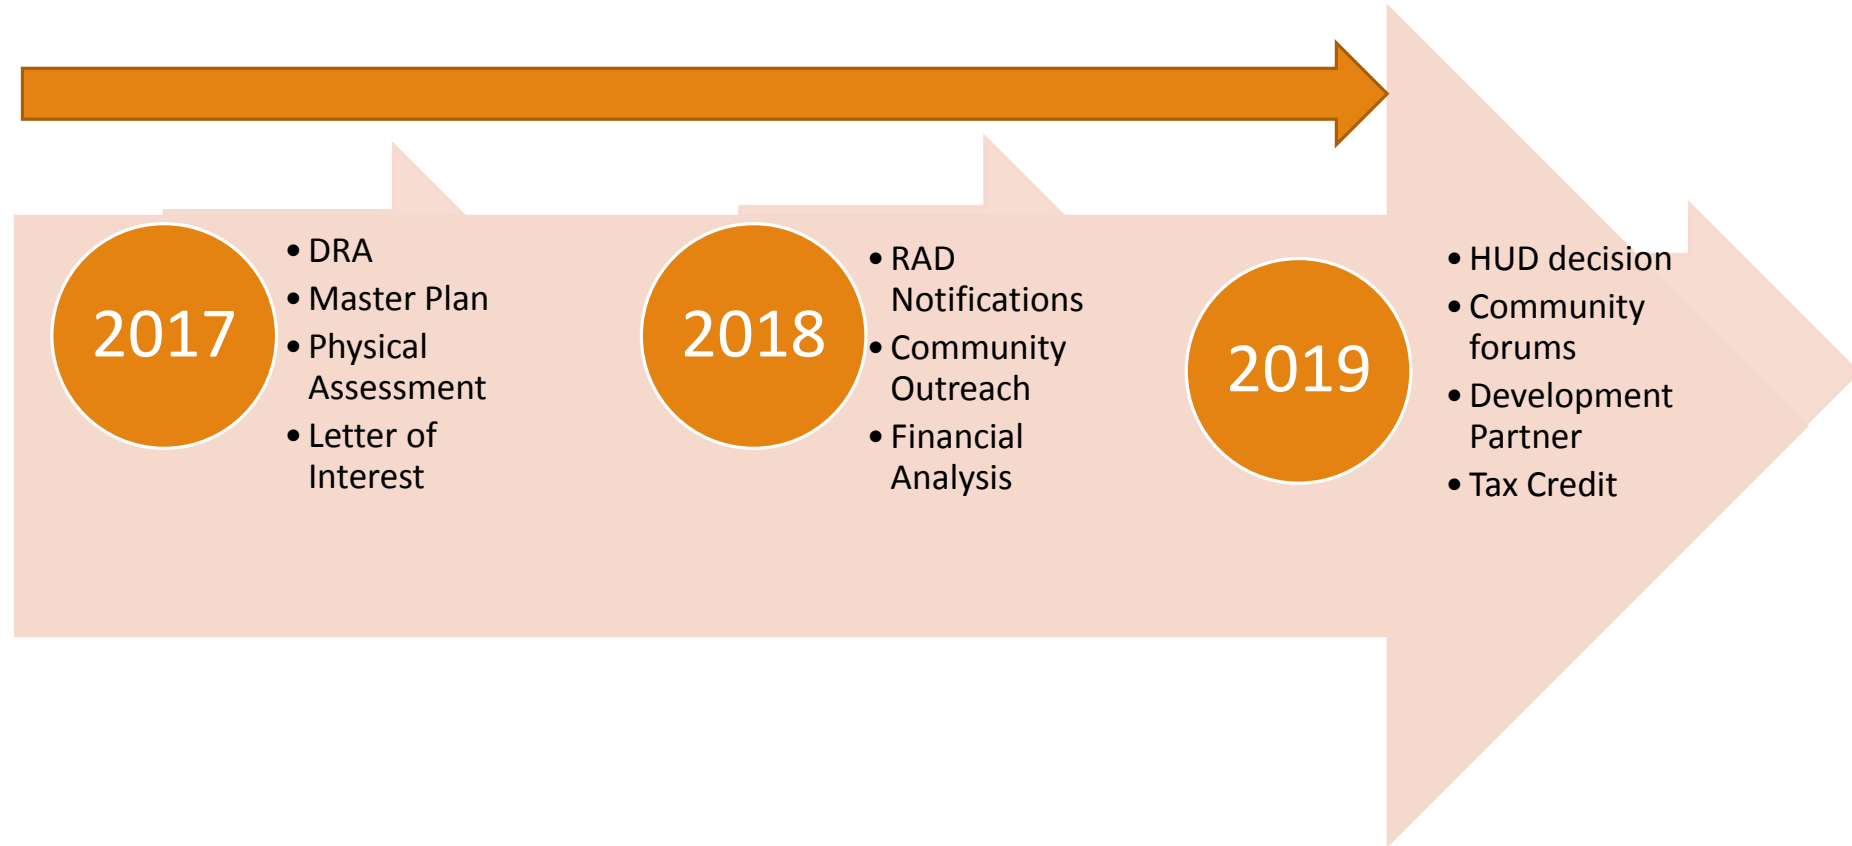 2017
• DRA
• Master Plan
• Physical
Assessment
• Letter of
Interest
2018
• RAD
Notifications
• Community
Outreach
• Financial
Analysis
2019
• HUD decision
• Community
forums
• Development
Partner
• Tax Credit